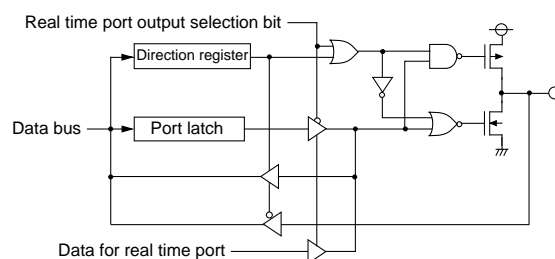 Real time port output selection bit
Direction register
Data bus
Port latch
Data for real time port